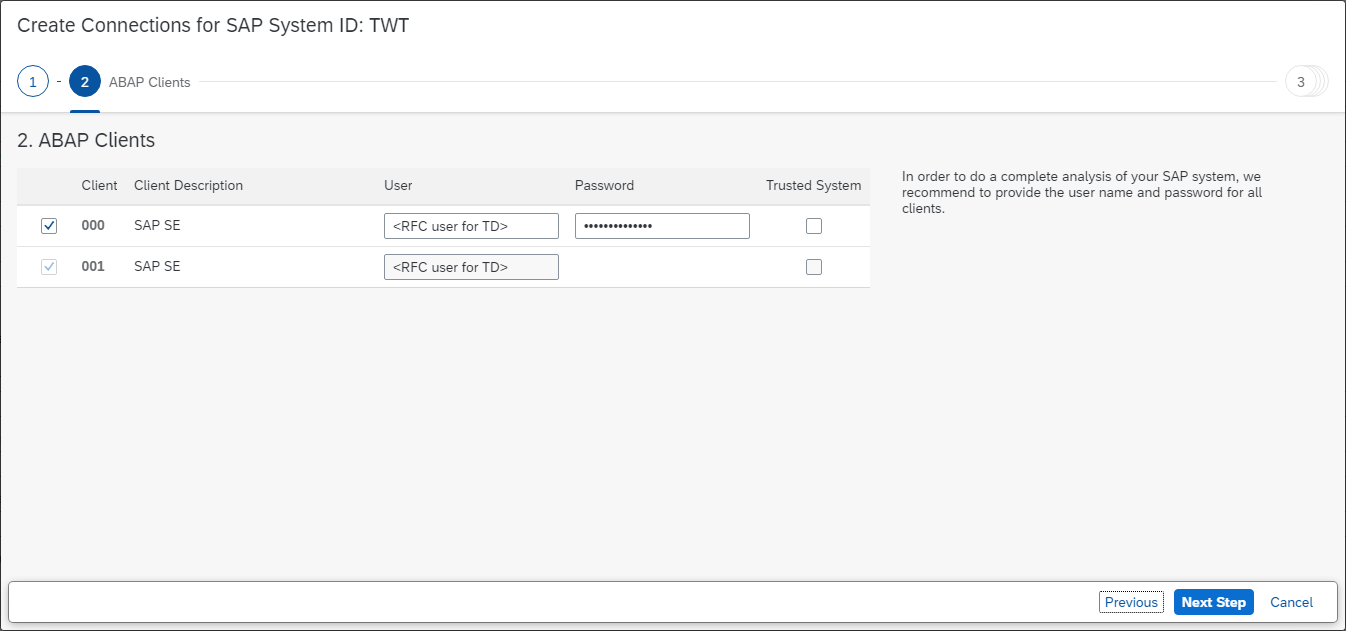 Create Connections for SAP System ID: TWT
1 - 2 ABAP Clients 3
2. ABAP Clients
Client Client Description User Password Trusted System
000 SAP SE <RFC user for TD> ••••••••••••••
001 SAP SE <RFC user for TD>
In order to do a complete analysis of your SAP system, we
recommend to provide the user name and password for all
clients.
Previous Next Step Cancel